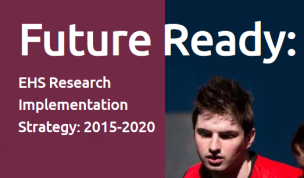 Future Ready:
EHS Research
Implementation
Strategy: 2015-2020